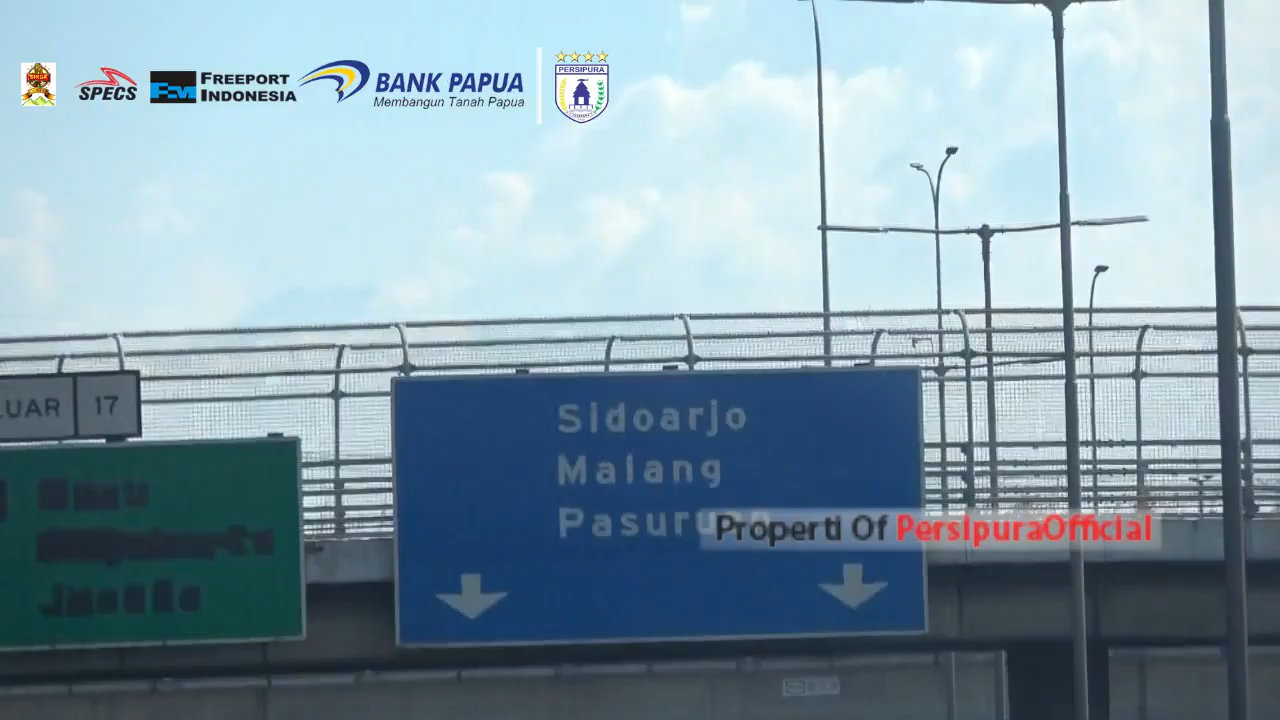 PERSIPURA
SPECS
FREEPORT
INDONESIA
BANK PAPUA
Membangun Tanah Papua
LUAR 17
Sidoarjo
Malang
Properti Of PersipuraOfficial